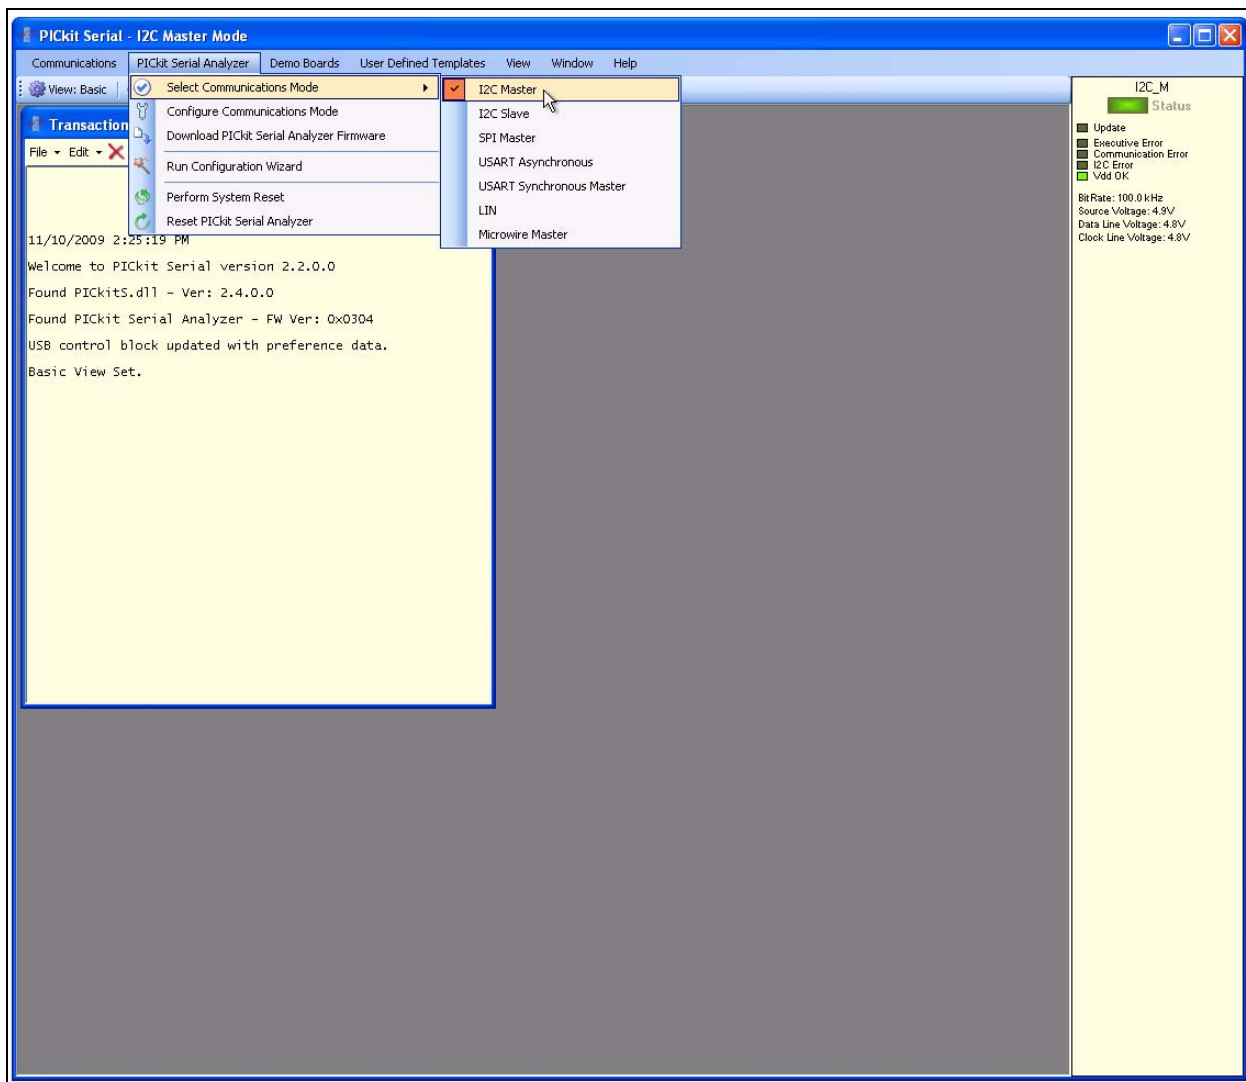 PICkit Serial - I2C Master Mode
Communications PICkit Serial Analyzer Demo Boards User Defined Templates View Window Help
View: Basic
Select Communications Mode
Configure Communications Mode
Download PICkit Serial Analyzer Firmware
Run Configuration Wizard
Perform System Reset
Reset PICkit Serial Analyzer
I2C Master
I2C Slave
SPI Master
USART Asynchronous
USART Synchronous Master
LIN
Microwire Master
Transaction
File Edit
11/10/2009 2:25:19 PM
Welcome to PICkit Serial version 2.2.0.0
Found PICkitS.dll - Ver: 2.4.0.0
Found PICkit Serial Analyzer - FW Ver: 0x0304
USB control block updated with preference data.
Basic View Set.
I2C_M
Status
Update
Executive Error
Communication Error
I2C Error
Vdd OK
BitRate: 100.0 kHz
Source Voltage: 4.9V
Data Line Voltage: 4.8V
Clock Line Voltage: 4.8V